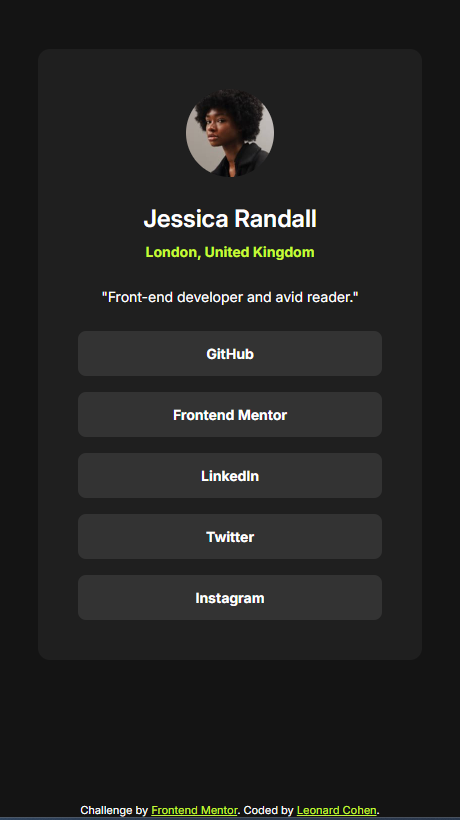 Jessica Randall
London, United Kingdom
"Front-end developer and avid reader."
GitHub
Frontend Mentor
LinkedIn
Twitter
Instagram
Challenge by Frontend Mentor. Coded by Leonard Cohen.